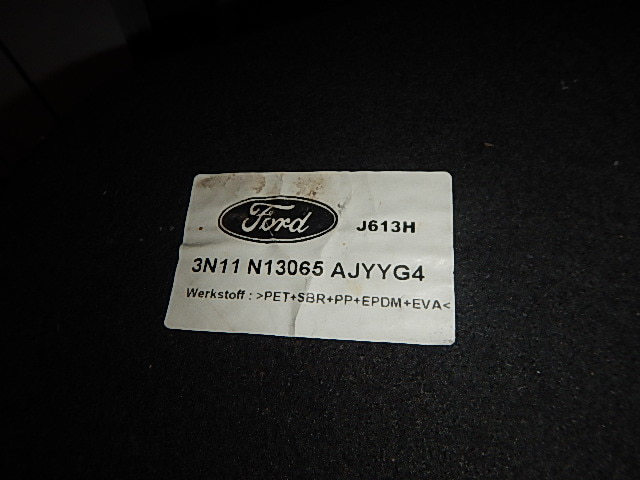 Ford J613H
3N11 N13065 AJYYG4
Werkstoff : >PET+SBR+PP+EPDM+EVA<